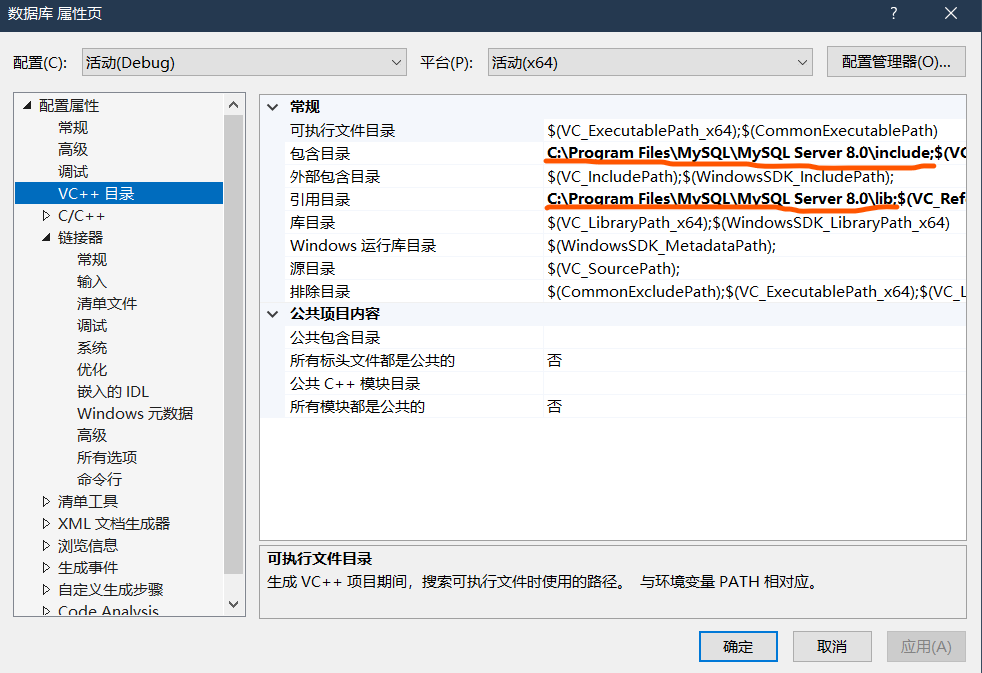 数据库 属性页 ?
配置(C): 活动(Debug) 平台(P): 活动(x64) 配置管理器(O)...
配置属性
常规
高级
调试
VC++ 目录
C/C++
链接器
常规
输入
清单文件
调试
系统
优化
嵌入的 IDL
Windows 元数据
高级
所有选项
命令行
清单工具
XML 文档生成器
浏览信息
生成事件
自定义生成步骤
Code Analysis
常规
可执行文件目录 $(VC_ExecutablePath_x64);$(CommonExecutablePath)
包含目录 C:\Program Files\MySQL\MySQL Server 8.0\include;$(VC
外部包含目录 $(VC_IncludePath);$(WindowsSDK_IncludePath);
引用目录 C:\Program Files\MySQL\MySQL Server 8.0\lib;$(VC_Ref
库目录 $(VC_LibraryPath_x64);$(WindowsSDK_LibraryPath_x64)
Windows 运行库目录 $(WindowsSDK_MetadataPath);
源目录 $(VC_SourcePath);
排除目录 $(CommonExcludePath);$(VC_ExecutablePath_x64);$(VC_L
公共项目内容
公共包含目录
所有标头文件都是公共的 否
公共 C++ 模块目录
所有模块都是公共的 否
可执行文件目录
生成 VC++ 项目期间，搜索可执行文件时使用的路径。 与环境变量 PATH 相对应。
确定 取消 应用(A)